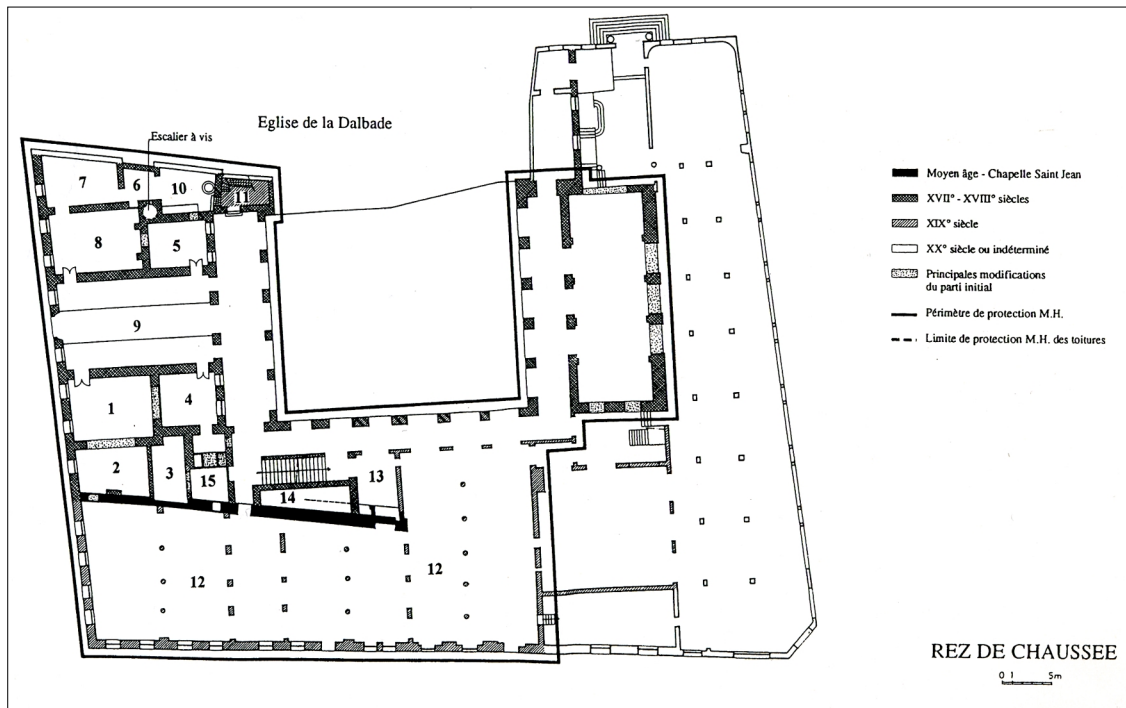 Eglise de la Dalbade
Escalier à vis
7
6
10
11
8
5
9
1
4
2
3
15
13
14
12
12
Moyen âge - Chapelle Saint Jean
XVII° - XVIII° siècles
XIX° siècle
XX° siècle ou indéterminé
Principales modifications
du parti initial
Périmètre de protection M.H.
Limite de protection M.H. des toitures
REZ DE CHAUSSEE
0 1 5m